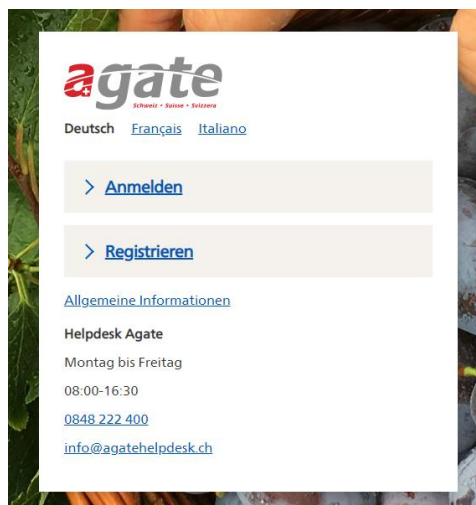 agate
Schweiz • Suisse • Svizzera
Deutsch Français Italiano
> Anmelden
> Registrieren
Allgemeine Informationen
Helpdesk Agate
Montag bis Freitag
08:00-16:30
0848 222 400
info@agatehelpdesk.ch